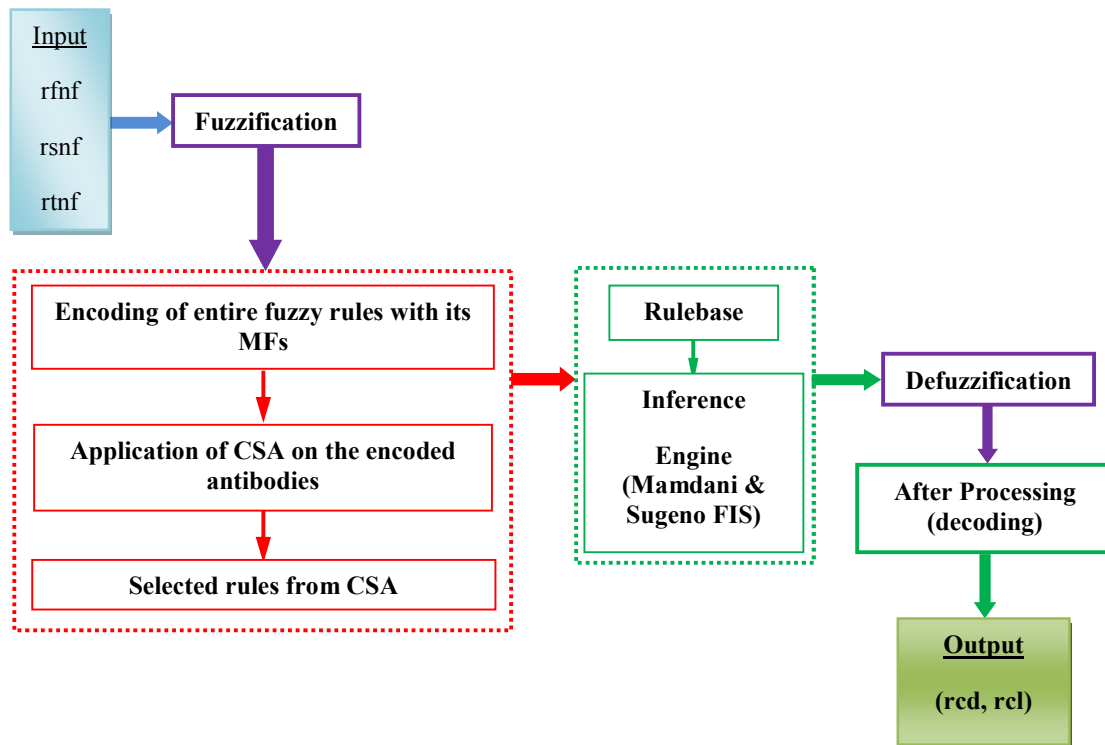 Input
rfnf
rsnf
rtnf
Fuzzification
Encoding of entire fuzzy rules with its
MFs
Application of CSA on the encoded
antibodies
Selected rules from CSA
Rulebase
Inference
Engine
(Mamdani &
Sugeno FIS)
Defuzzification
After Processing
(decoding)
Output
(rcd, rcl)